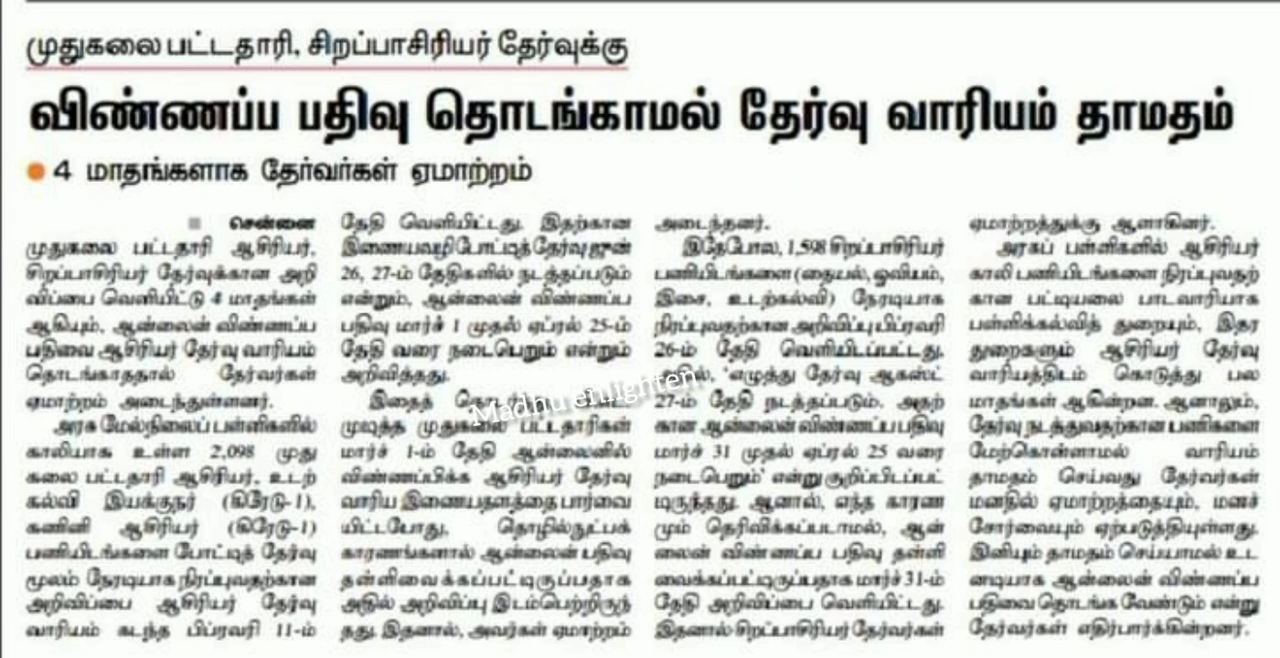 முதுகலை பட்டதாரி, சிறப்பாசிரியர் தேர்வுக்கு
விண்ணப்ப பதிவு தொடங்காமல் தேர்வு வாரியம் தாமதம்
4 மாதங்களாக தேர்வர்கள் ஏமாற்றம்
சென்னை
முதுகலை பட்டதாரி ஆசிரியர்,
சிறப்பாசிரியர் தேர்வுக்கான அறி
விப்பை வெளியிட்டு 4 மாதங்கள்
ஆகியும், ஆன்லைன் விண்ணப்ப
பதிவை ஆசிரியர் தேர்வு வாரியம்
தொடங்காததால் தேர்வர்கள்
ஏமாற்றம் அடைந்துள்ளனர்.
அரசு மேல்நிலைப் பள்ளிகளில்
காலியாக உள்ள 2,098 முது
கலை பட்டதாரி ஆசிரியர், உடற்
கல்வி இயக்குநர் (கிரேடு-1),
கணினி ஆசிரியர் (கிரேடு-1)
பணியிடங்களை போட்டித் தேர்வு
மூலம் நேரடியாக நிரப்புவதற்கான
அறிவிப்பை ஆசிரியர் தேர்வு
வாரியம் கடந்த பிப்ரவரி 11-ம்
தேதி வெளியிட்டது. இதற்கான
இணையவழி போட்டித் தேர்வு ஜுன்
26, 27-ம் தேதிகளில் நடத்தப்படும்
என்றும், ஆன்லைன் விண்ணப்ப
பதிவு மார்ச் 1 முதல் ஏப்ரல் 25-ம்
தேதி வரை நடைபெறும் என்றும்
அறிவித்தது.
இதைத்
முடித்த முதுகலை பட்டதாரிகள்
மார்ச் 1-ம் தேதி ஆன்லைனில்
விண்ணப்பிக்க ஆசிரியர் தேர்வு
வாரிய இணையதளத்தை பார்வை
யிட்டபோது, தொழில்நுட்பக்
காரணங்களால் ஆன்லைன் பதிவு
தள்ளிவைக்கப்பட்டிருப்பதாக
அதில் அறிவிப்பு இடம்பெற்றிருந்
தது. இதனால், அவர்கள் ஏமாற்றம்
அடைந்தனர்.
இதேபோல, 1,598 சிறப்பாசிரியர்
பணியிடங்களை (தையல், ஓவியம்,
இசை, உடற்கல்வி) நேரடியாக
நிரப்புவதற்கான அறிவிப்பு பிப்ரவரி
26-ம் தேதி வெளியிடப்பட்டது.
அதில், 'எழுத்து தேர்வு ஆகஸ்ட்
27-ம் தேதி நடத்தப்படும். அதற்
கான ஆன்லைன் விண்ணப்ப பதிவு
மார்ச் 31 முதல் ஏப்ரல் 25 வரை
நடைபெறும்' என்று குறிப்பிடப்பட்
டிருந்தது. ஆனால், எந்த காரண
மும் தெரிவிக்கப்படாமல், ஆன்
லைன் விண்ணப்ப பதிவு தள்ளி
வைக்கப்பட்டிருப்பதாக மார்ச் 31-ம்
தேதி அறிவிப்பை வெளியிட்டது.
இதனால் சிறப்பாசிரியர் தேர்வர்கள்
ஏமாற்றத்துக்கு ஆளாகினர்.
அரசுப் பள்ளிகளில் ஆசிரியர்
காலி பணியிடங்களை நிரப்புவதற்
கான பட்டியலை பாடவாரியாக
பள்ளிக்கல்வித் துறையும், இதர
துறைகளும் ஆசிரியர் தேர்வு
வாரியத்திடம் கொடுத்து பல
மாதங்கள் ஆகின்றன. ஆனாலும்,
தேர்வு நடத்துவதற்கான பணிகளை
மேற்கொள்ளாமல் வாரியம்
தாமதம் செய்வது தேர்வர்கள்
மனதில் ஏமாற்றத்தையும், மனச்
சோர்வையும் ஏற்படுத்தியுள்ளது.
இனியும் தாமதம் செய்யாமல் உட
னடியாக ஆன்லைன் விண்ணப்ப
பதிவை தொடங்க வேண்டும் என்று
தேர்வர்கள் எதிர்பார்க்கின்றனர்.
Madhu enlighten